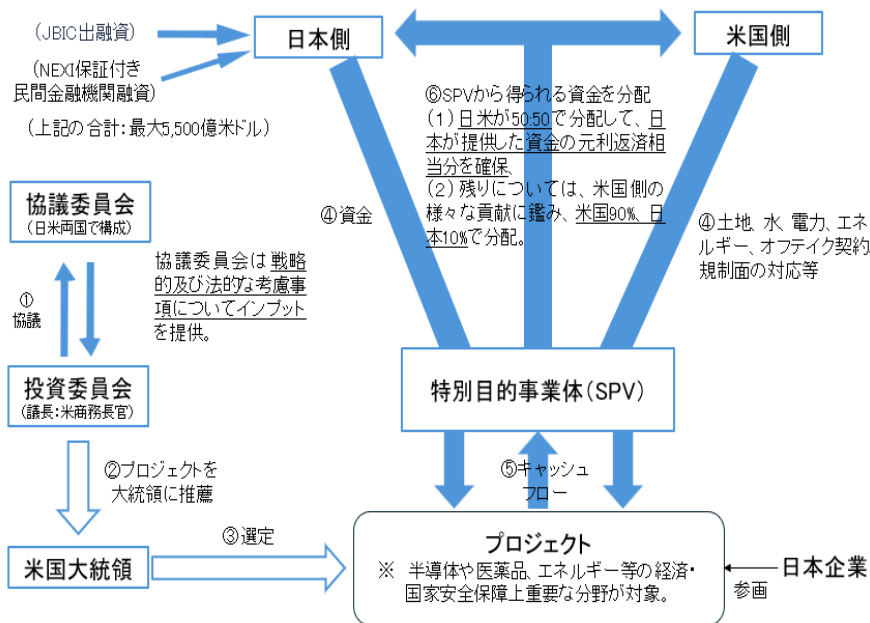 (JBIC出融資)
(NEXI保証付き
民間金融機関融資)
(上記の合計：最大5,500億米ドル)
日本側
米国側
⑥SPVから得られる資金を分配
(1)日米が50:50で分配して、日
本が提供した資金の元利返済相
当分を確保、
(2)残りについては、米国側の
様々な貢献に鑑み、米国90%、日
本10%で分配。
④資金
④土地、水、電力、エネ
ルギー、オフテイク契約
規制面の対応等
協議委員会
(日米両国で構成)
①
協議
協議委員会は戦略
的及び法的な考慮事
項についてインプット
を提供。
投資委員会
(議長：米商務長官)
特別目的事業体(SPV)
②プロジェクトを
大統領に推薦
⑤キャッシュ
フロー
米国大統領
③選定
プロジェクト
※ 半導体や医薬品、エネルギー等の経済・
国家安全保障上重要な分野が対象。
日本企業
参画